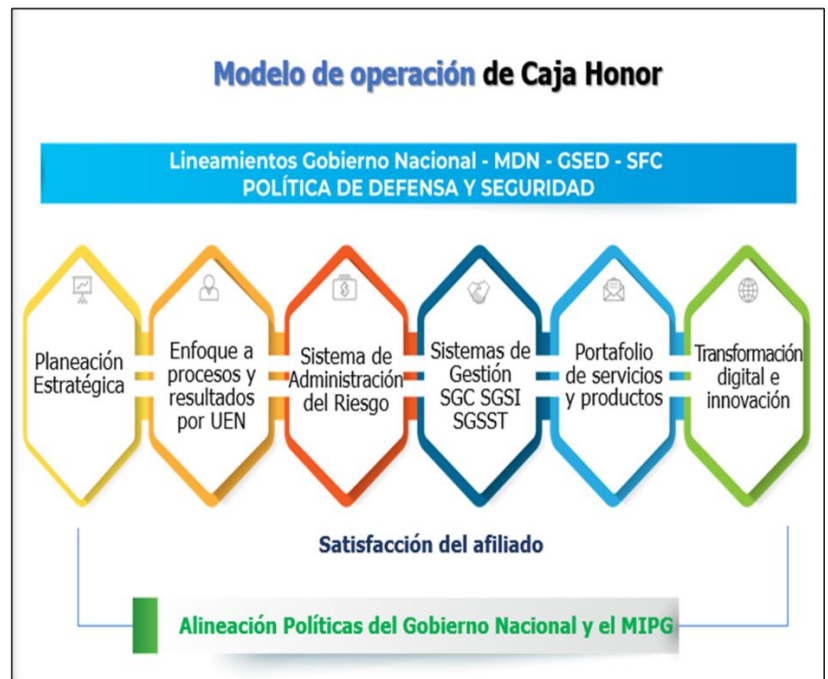 Modelo de operación de Caja Honor
Lineamientos Gobierno Nacional - MDN - GSED - SFC
POLÍTICA DE DEFENSA Y SEGURIDAD
Planeación
Estratégica
Enfoque a
procesos y
resultados
por UEN
Sistema de
Administración
del Riesgo
Sistemas de
Gestión
SGC SGSI
SGSST
Portafolio
de servicios
y productos
Transformación
digital e
innovación
Satisfacción del afiliado
Alineación Políticas del Gobierno Nacional y el MIPG